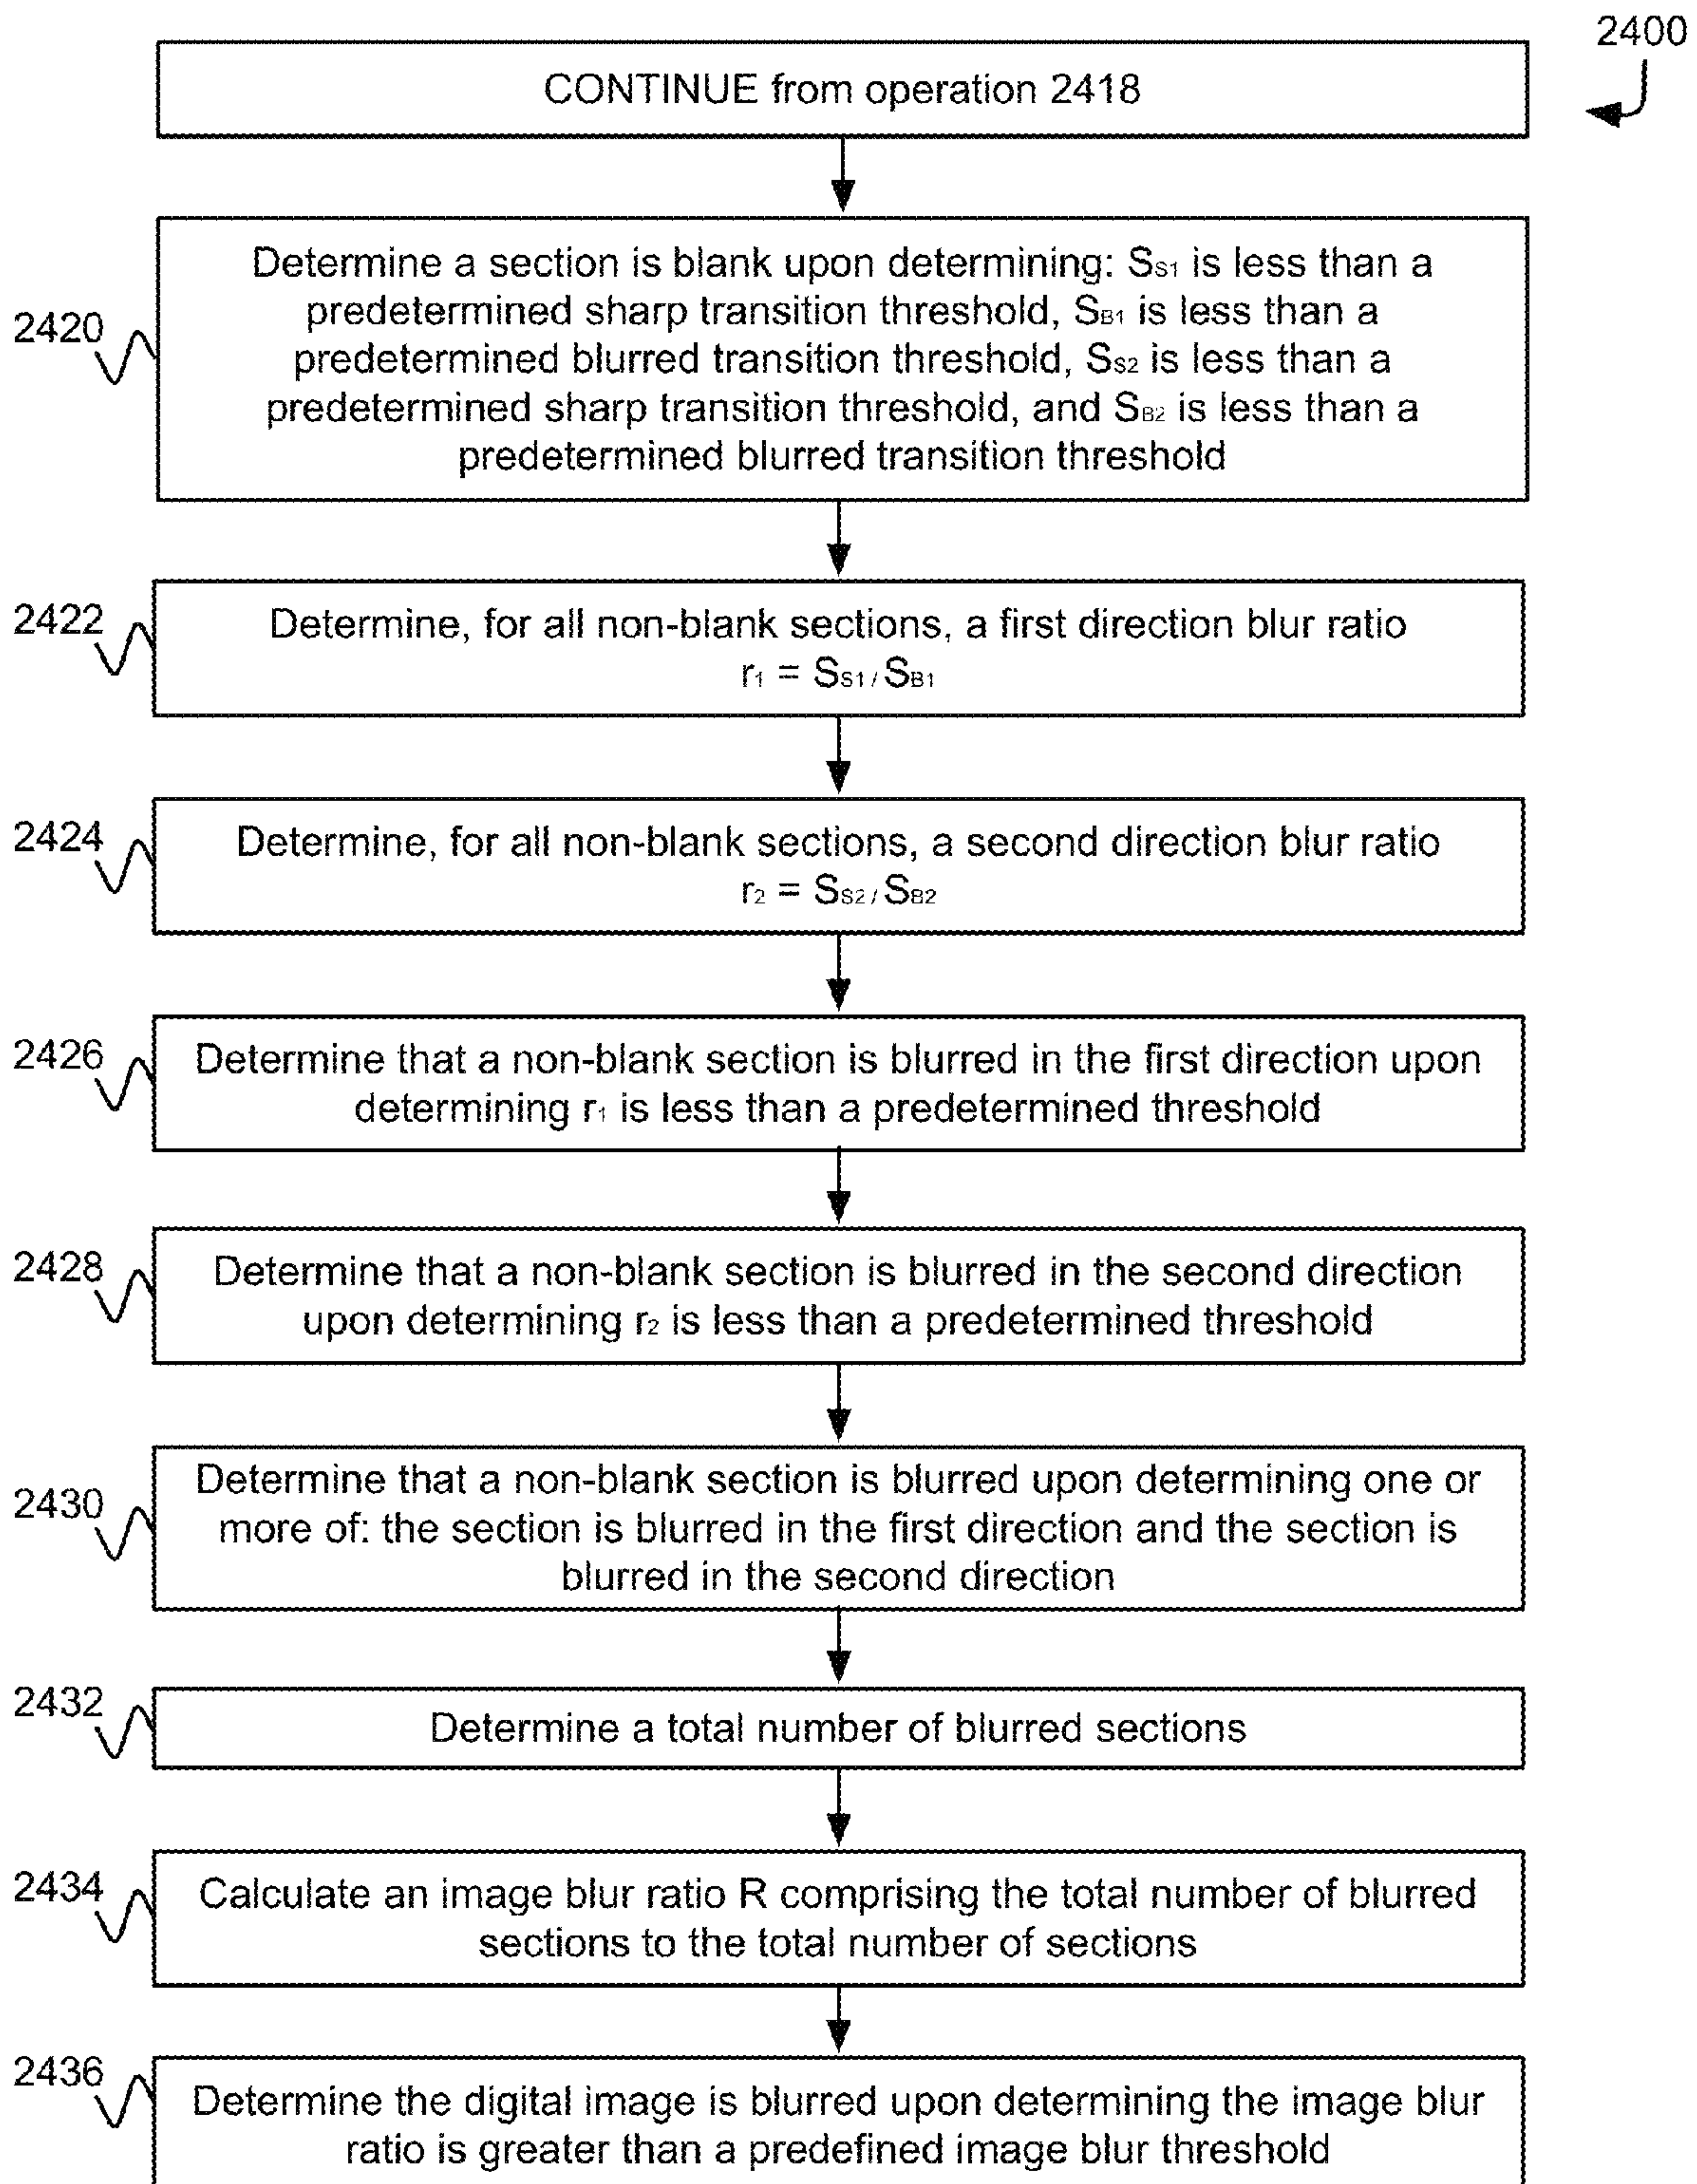 2400
CONTINUE from operation 2418
2420
Determine a section is blank upon determining: SS1 is less than a
predetermined sharp transition threshold, SB1 is less than a
predetermined blurred transition threshold, SS2 is less than a
predetermined sharp transition threshold, and SB2 is less than a
predetermined blurred transition threshold
2422
Determine, for all non-blank sections, a first direction blur ratio
r1 = SS1/SB1
2424
Determine, for all non-blank sections, a second direction blur ratio
r2 = SS2/SB2
2426
Determine that a non-blank section is blurred in the first direction upon
determining r1 is less than a predetermined threshold
2428
Determine that a non-blank section is blurred in the second direction
upon determining r2 is less than a predetermined threshold
2430
Determine that a non-blank section is blurred upon determining one or
more of: the section is blurred in the first direction and the section is
blurred in the second direction
2432
Determine a total number of blurred sections
2434
Calculate an image blur ratio R comprising the total number of blurred
sections to the total number of sections
2436
Determine the digital image is blurred upon determining the image blur
ratio is greater than a predefined image blur threshold